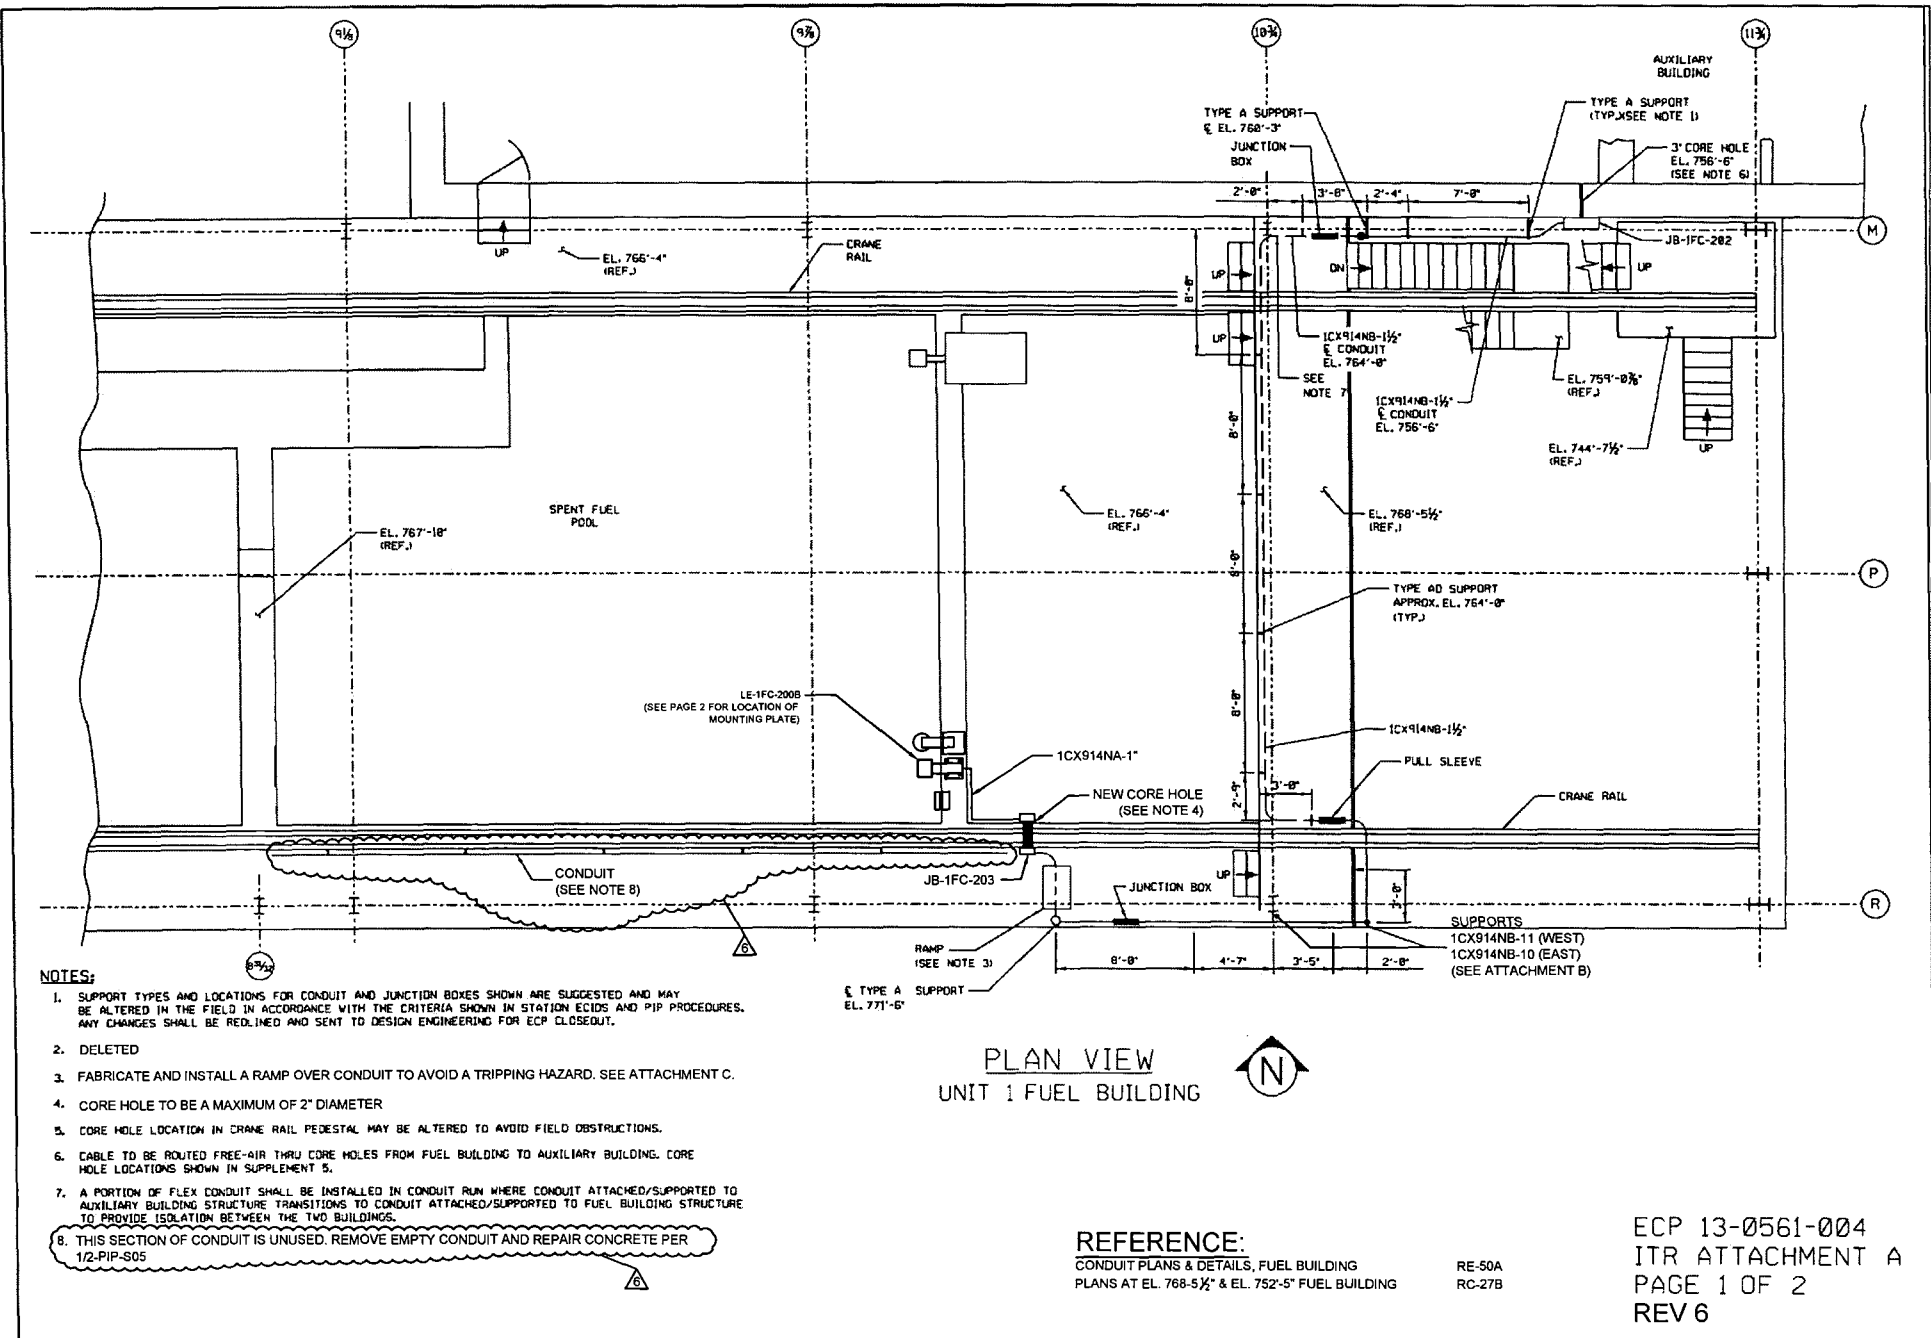 9⅛
9⅞
10¾
11¾
AUXILIARY
BUILDING
TYPE A SUPPORT
℄ EL. 760'-3"
TYPE A SUPPORT
(TYP.)(SEE NOTE 1)
JUNCTION
BOX
3" CORE HOLE
EL. 756'-6"
(SEE NOTE 6)
2'-0"
3'-8"
2'-4"
7'-0"
M
JB-1FC-202
UP
EL. 766'-4"
(REF.)
CRANE
RAIL
8'-0"
UP
DN
UP
UP
1CX914NB-1½"
℄ CONDUIT
EL. 764'-0"
SEE
NOTE 7
EL. 759'-0⅞"
(REF.)
1CX914NB-1½"
℄ CONDUIT
EL. 756'-6"
8'-0"
EL. 744'-7½"
(REF.)
UP
SPENT FUEL
POOL
EL. 767'-10"
(REF.)
EL. 766'-4"
(REF.)
EL. 768'-5½"
(REF.)
8'-0"
P
TYPE AD SUPPORT
APPROX. EL. 764'-0"
(TYP.)
LE-1FC-200B
(SEE PAGE 2 FOR LOCATION OF
MOUNTING PLATE)
8'-0"
1CX914NB-1½"
1CX914NA-1"
PULL SLEEVE
3'-0"
2'-9"
NEW CORE HOLE
(SEE NOTE 4)
CRANE RAIL
CONDUIT
(SEE NOTE 8)
JB-1FC-203
UP
JUNCTION BOX
3'-0"
R
SUPPORTS
1CX914NB-11 (WEST)
1CX914NB-10 (EAST)
(SEE ATTACHMENT B)
6
RAMP
(SEE NOTE 3)
8'-0"
4'-7"
3'-5"
2'-0"
℄ TYPE A SUPPORT
EL. 771'-6"
NOTES:
1. SUPPORT TYPES AND LOCATIONS FOR CONDUIT AND JUNCTION BOXES SHOWN ARE SUGGESTED AND MAY
BE ALTERED IN THE FIELD IN ACCORDANCE WITH THE CRITERIA SHOWN IN STATION ECIDS AND PIP PROCEDURES.
ANY CHANGES SHALL BE REDLINED AND SENT TO DESIGN ENGINEERING FOR ECP CLOSEOUT.
2. DELETED
3. FABRICATE AND INSTALL A RAMP OVER CONDUIT TO AVOID A TRIPPING HAZARD. SEE ATTACHMENT C.
4. CORE HOLE TO BE A MAXIMUM OF 2" DIAMETER
5. CORE HOLE LOCATION IN CRANE RAIL PEDESTAL MAY BE ALTERED TO AVOID FIELD OBSTRUCTIONS.
6. CABLE TO BE ROUTED FREE-AIR THRU CORE HOLES FROM FUEL BUILDING TO AUXILIARY BUILDING. CORE
HOLE LOCATIONS SHOWN IN SUPPLEMENT 5.
7. A PORTION OF FLEX CONDUIT SHALL BE INSTALLED IN CONDUIT RUN WHERE CONDUIT ATTACHED/SUPPORTED TO
AUXILIARY BUILDING STRUCTURE TRANSITIONS TO CONDUIT ATTACHED/SUPPORTED TO FUEL BUILDING STRUCTURE
TO PROVIDE ISOLATION BETWEEN THE TWO BUILDINGS.
8. THIS SECTION OF CONDUIT IS UNUSED. REMOVE EMPTY CONDUIT AND REPAIR CONCRETE PER
1/2-PIP-S05
6
PLAN VIEW
UNIT 1 FUEL BUILDING
N
REFERENCE:
CONDUIT PLANS & DETAILS, FUEL BUILDING RE-50A
PLANS AT EL. 768-5½" & EL. 752'-5" FUEL BUILDING RC-27B
ECP 13-0561-004
ITR ATTACHMENT A
PAGE 1 OF 2
REV 6